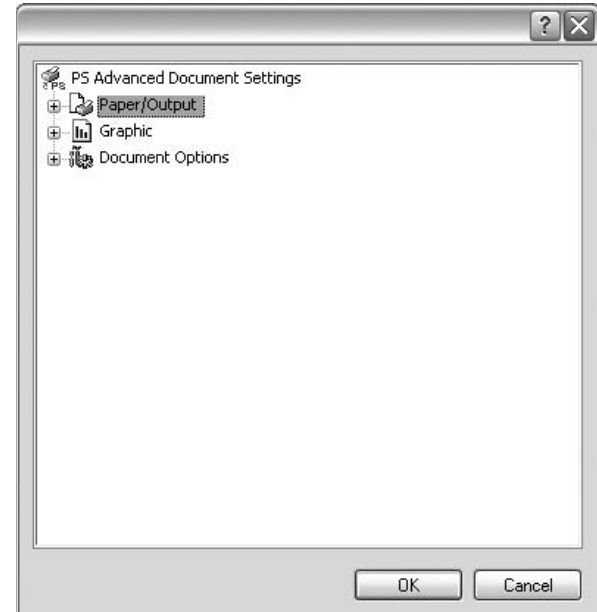 PS Advanced Document Settings
Paper/Output
Graphic
Document Options
OK Cancel